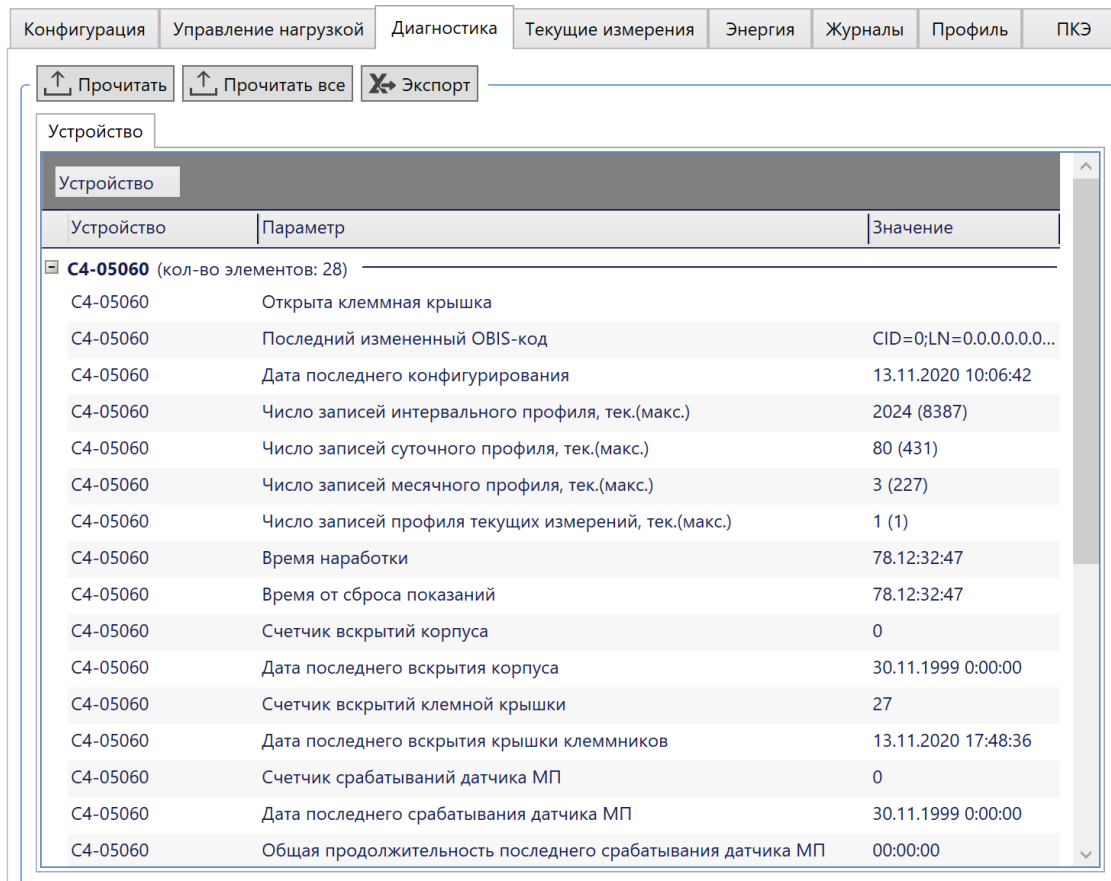 Конфигурация Управление нагрузкой Диагностика Текущие измерения Энергия Журналы Профиль ПКЭ
Прочитать Прочитать все Экспорт
Устройство
Устройство
Устройство Параметр Значение
C4-05060 (кол-во элементов: 28)
C4-05060 Открыта клеммная крышка
C4-05060 Последний измененный OBIS-код CID=0;LN=0.0.0.0.0.0...
C4-05060 Дата последнего конфигурирования 13.11.2020 10:06:42
C4-05060 Число записей интервального профиля, тек.(макс.) 2024 (8387)
C4-05060 Число записей суточного профиля, тек.(макс.) 80 (431)
C4-05060 Число записей месячного профиля, тек.(макс.) 3 (227)
C4-05060 Число записей профиля текущих измерений, тек.(макс.) 1 (1)
C4-05060 Время наработки 78.12:32:47
C4-05060 Время от сброса показаний 78.12:32:47
C4-05060 Счетчик вскрытий корпуса 0
C4-05060 Дата последнего вскрытия корпуса 30.11.1999 0:00:00
C4-05060 Счетчик вскрытий клемной крышки 27
C4-05060 Дата последнего вскрытия крышки клеммников 13.11.2020 17:48:36
C4-05060 Счетчик срабатываний датчика МП 0
C4-05060 Дата последнего срабатывания датчика МП 30.11.1999 0:00:00
C4-05060 Общая продолжительность последнего срабатывания датчика МП 00:00:00